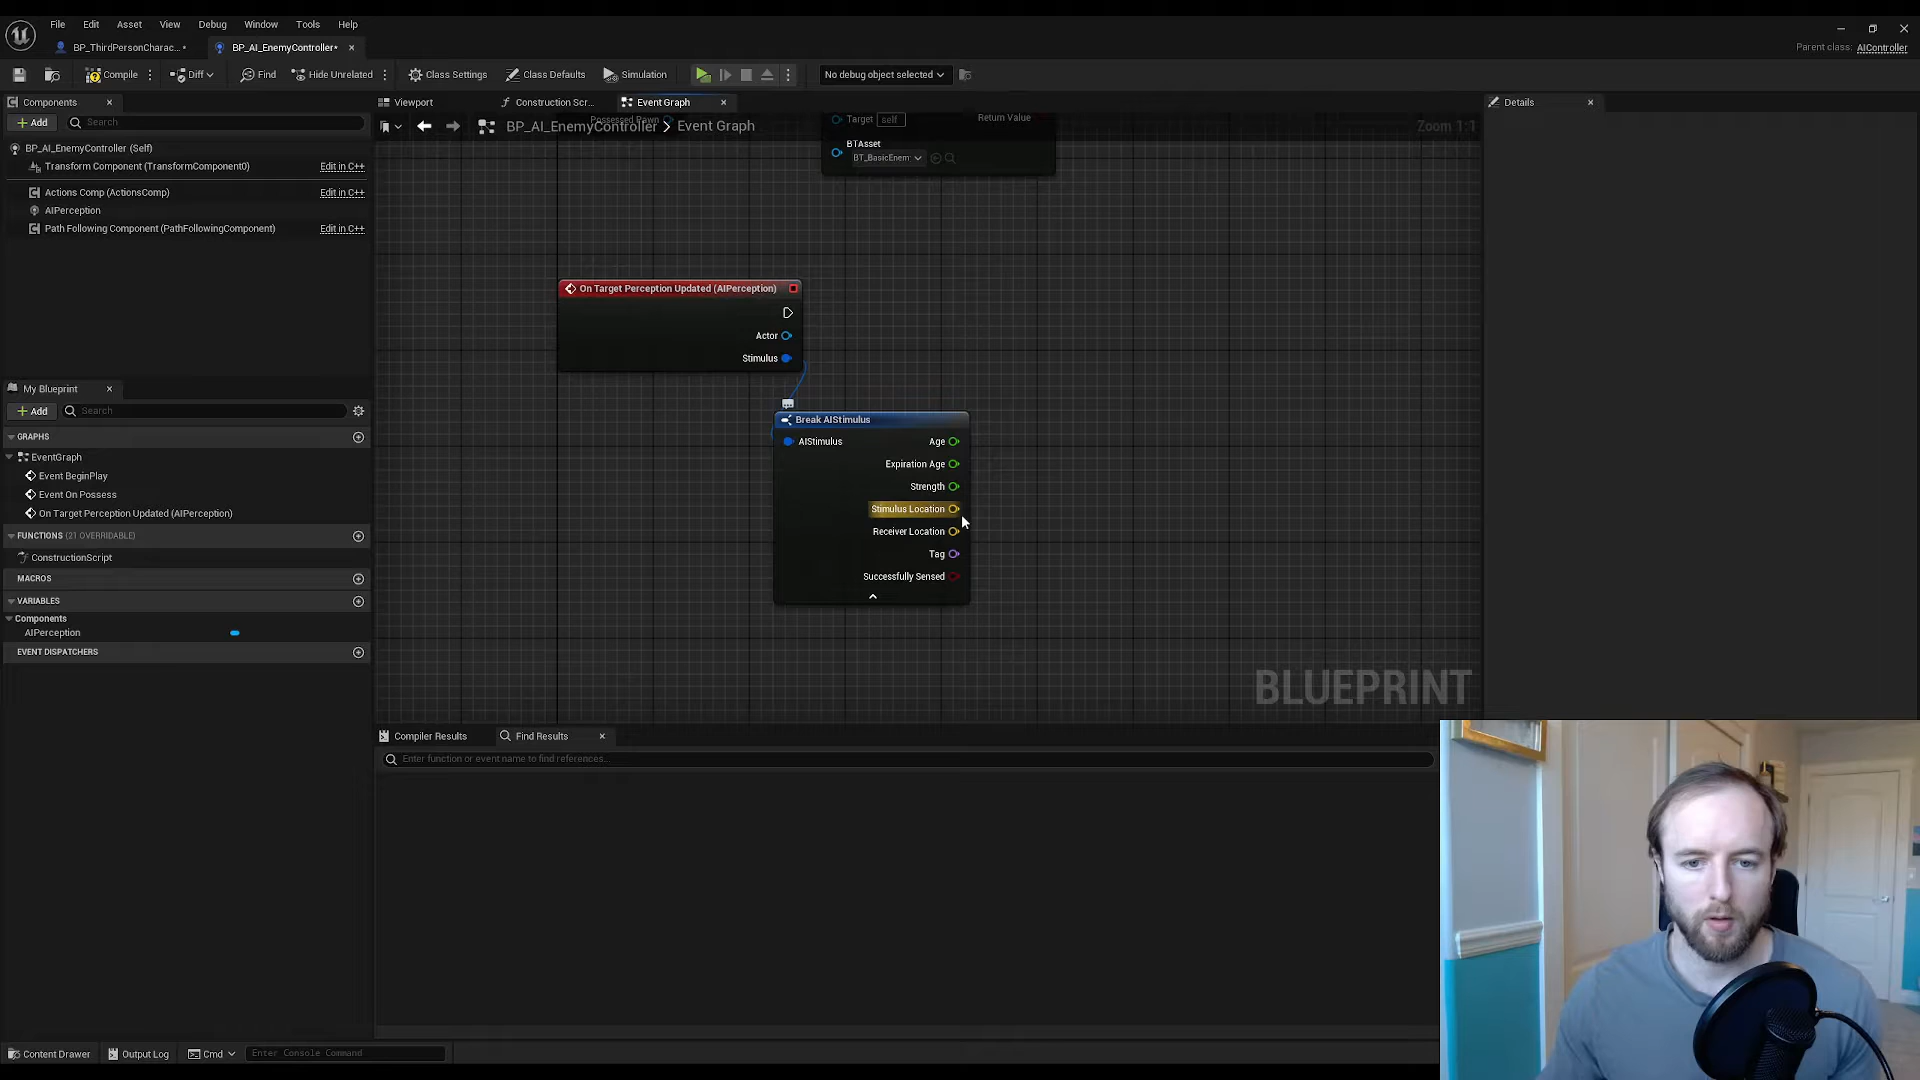 File Edit Asset View Debug Window Tools Help
BP_ThirdPersonCharac...*
BP_AI_EnemyController*
Parent class: AIController
Compile
Diff
Find
Hide Unrelated
Class Settings
Class Defaults
Simulation
No debug object selected
Components
Viewport
Construction Scr...
Event Graph
Details
+ Add
Search
BP_AI_EnemyController > Event Graph
Zoom 1:1
Possessed Pawn
Target self
Return Value
BTAsset
BT_BasicEnem
BP_AI_EnemyController (Self)
Transform Component (TransformComponent0) Edit in C++
Actions Comp (ActionsComp) Edit in C++
AIPerception
Path Following Component (PathFollowingComponent) Edit in C++
On Target Perception Updated (AIPerception)
Actor
Stimulus
Break AIStimulus
AIStimulus
Age
Expiration Age
Strength
Stimulus Location
Receiver Location
Tag
Successfully Sensed
My Blueprint
+ Add
Search
GRAPHS
EventGraph
Event BeginPlay
Event On Possess
On Target Perception Updated (AIPerception)
FUNCTIONS (21 OVERRIDABLE)
ConstructionScript
MACROS
VARIABLES
Components
AIPerception
EVENT DISPATCHERS
BLUEPRINT
Compiler Results
Find Results
Enter function or event name to find references...
Content Drawer
Output Log
Cmd
Enter Console Command